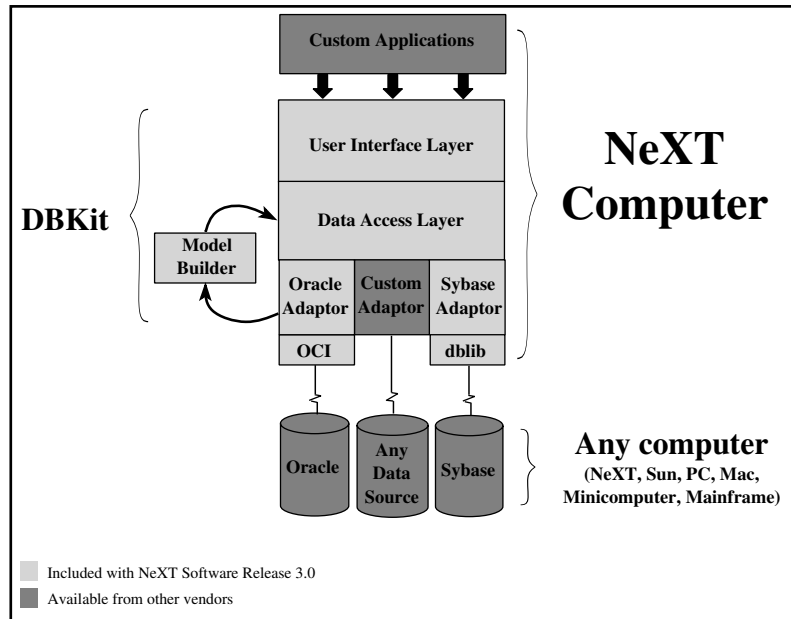 Custom Applications
User Interface Layer
Data Access Layer
DBKit
Model
Builder
Oracle
Adaptor
Custom
Adaptor
Sybase
Adaptor
OCI
dblib
NeXT
Computer
Oracle
Any
Data
Source
Sybase
Any computer
(NeXT, Sun, PC, Mac,
Minicomputer, Mainframe)
Included with NeXT Software Release 3.0
Available from other vendors